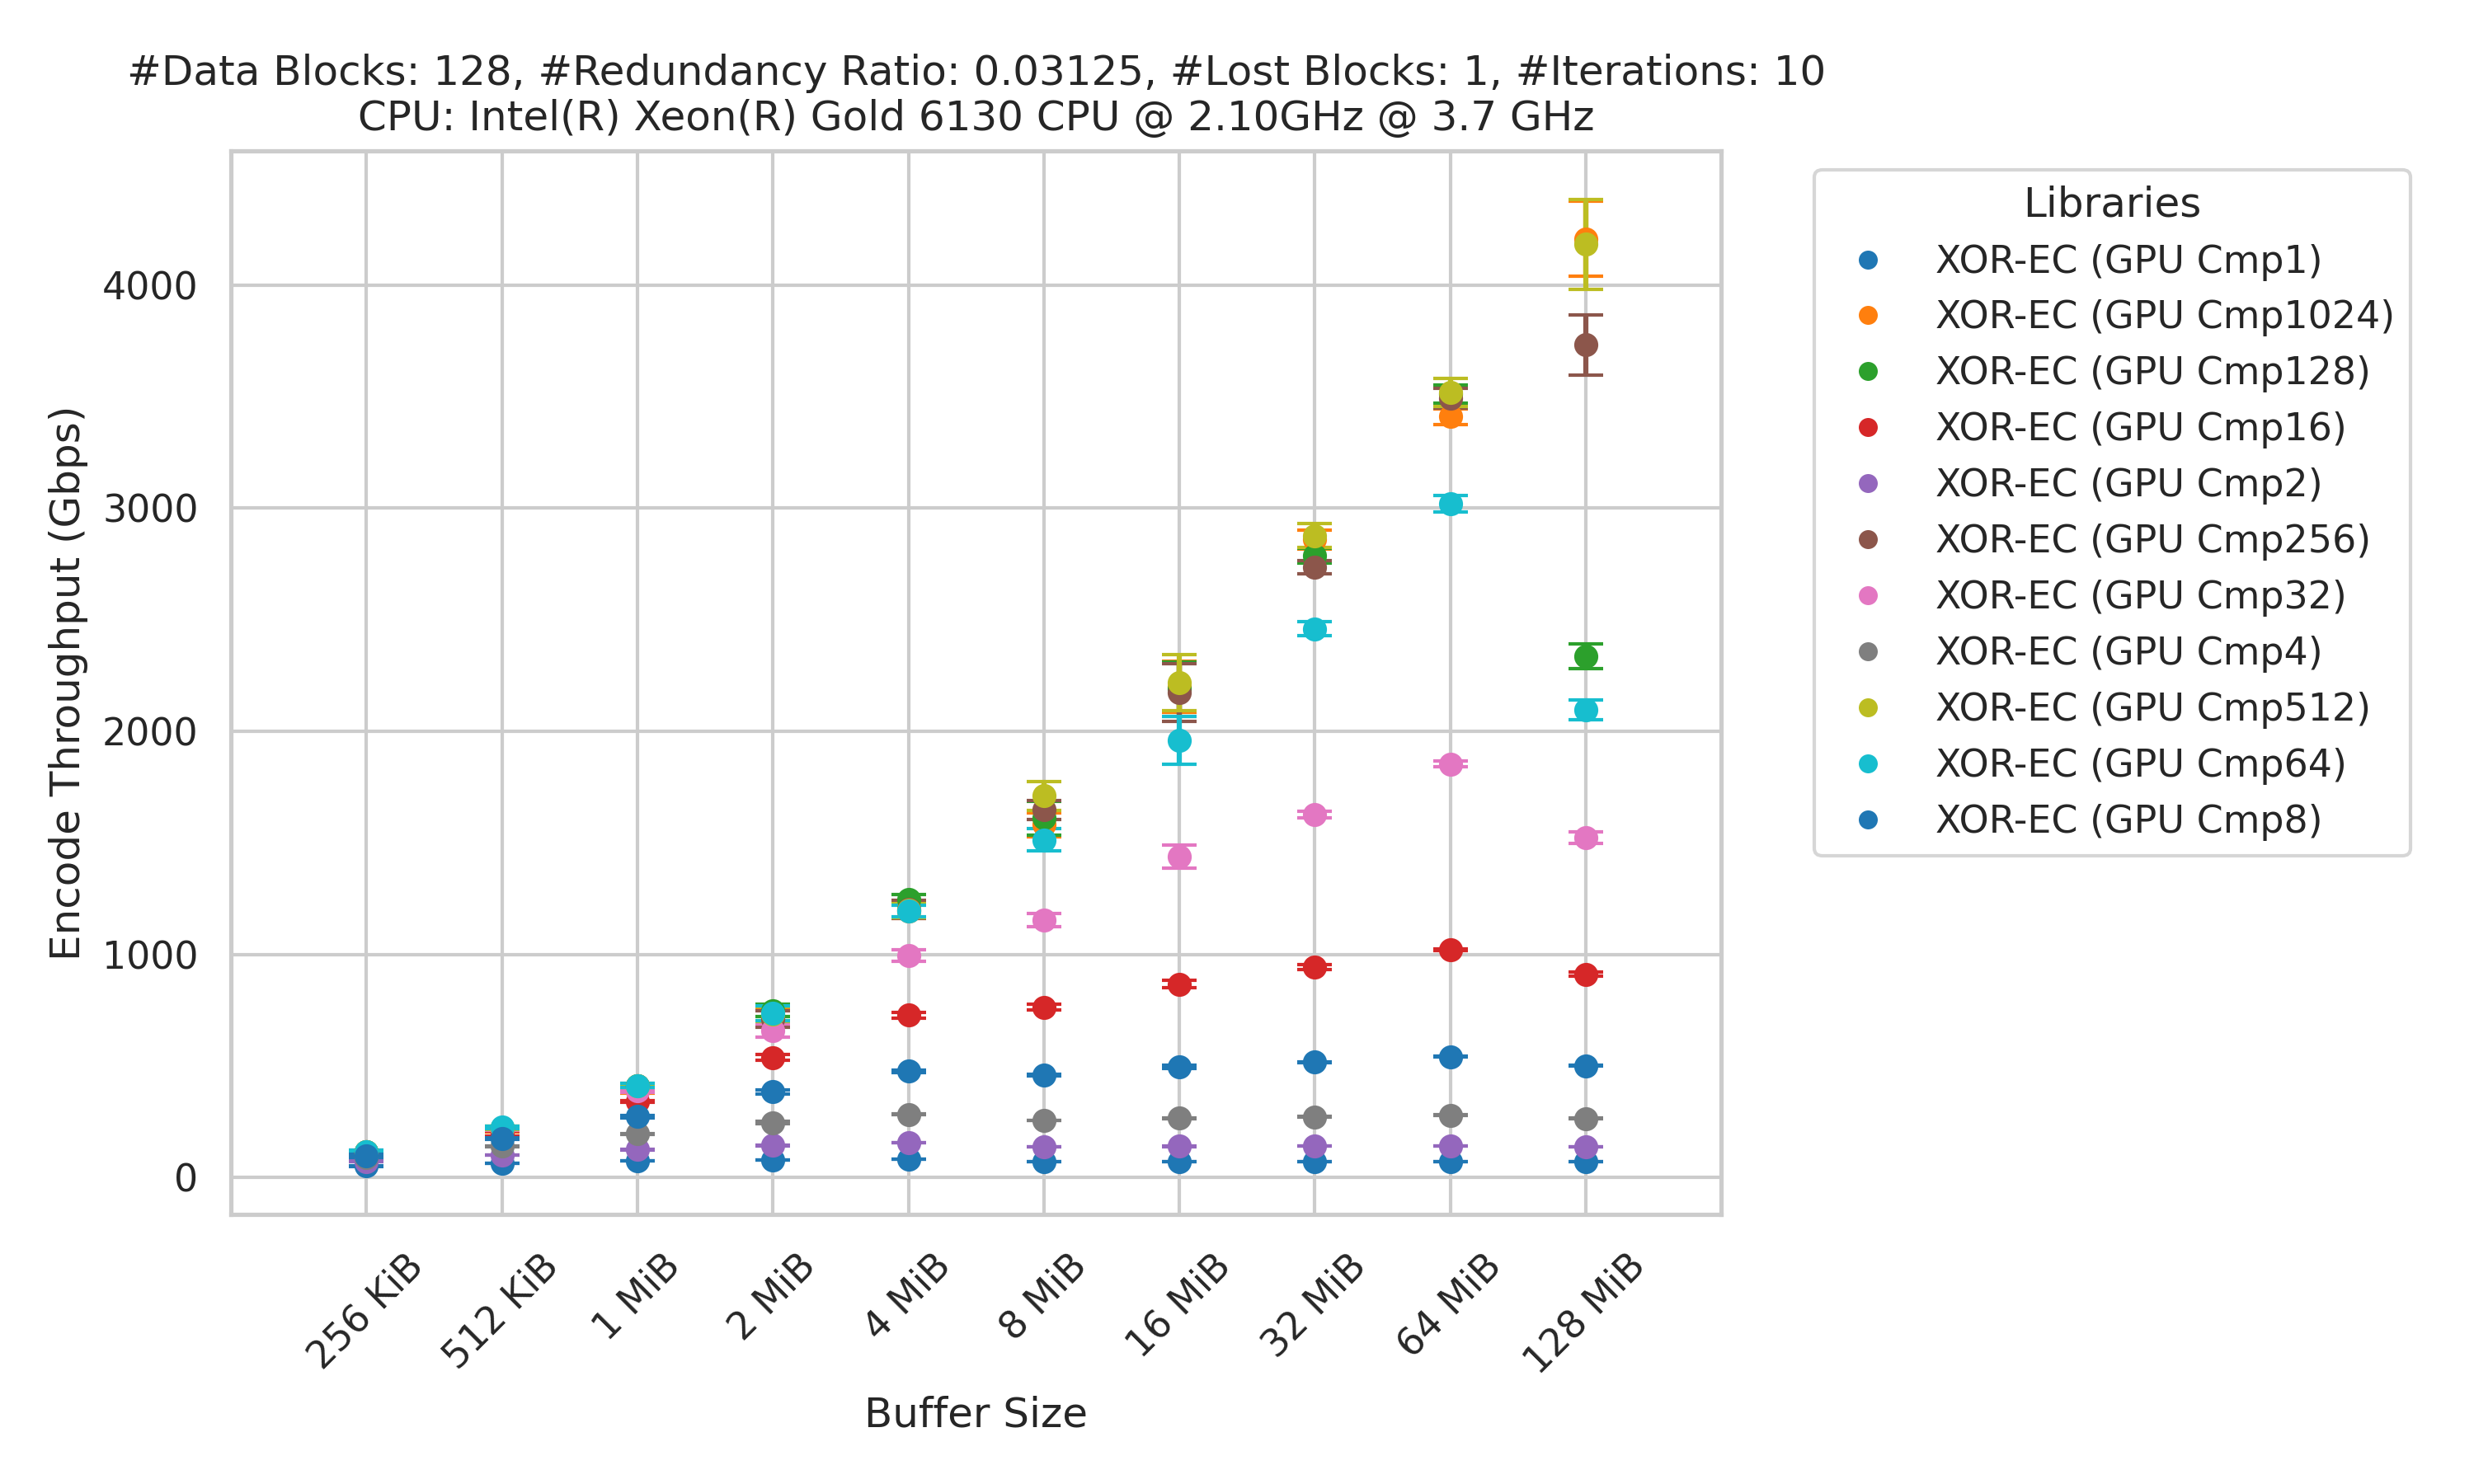 #Data Blocks: 128, #Redundancy Ratio: 0.03125, #Lost Blocks: 1, #Iterations: 10
CPU: Intel(R) Xeon(R) Gold 6130 CPU @ 2.10GHz @ 3.7 GHz
Encode Throughput (Gbps)
4000
3000
2000
1000
0
256 KiB
512 KiB
1 MiB
2 MiB
4 MiB
8 MiB
16 MiB
32 MiB
64 MiB
128 MiB
Buffer Size
Libraries
XOR-EC (GPU Cmp1)
XOR-EC (GPU Cmp1024)
XOR-EC (GPU Cmp128)
XOR-EC (GPU Cmp16)
XOR-EC (GPU Cmp2)
XOR-EC (GPU Cmp256)
XOR-EC (GPU Cmp32)
XOR-EC (GPU Cmp4)
XOR-EC (GPU Cmp512)
XOR-EC (GPU Cmp64)
XOR-EC (GPU Cmp8)